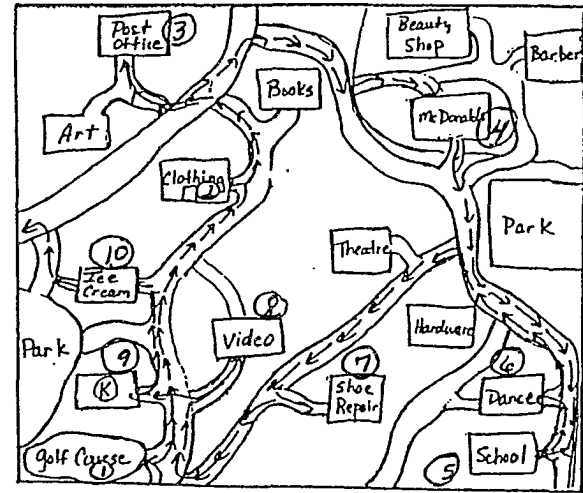 Post
Office
3
Beauty
Shop
Barber
Books
Art
McDonalds
4
Clothing
2
Park
Theatre
10
Ice
Cream
8
Hardware
Park
Video
9
7
6
K
Shoe
Repair
Dance
Golf Course
1
5
School